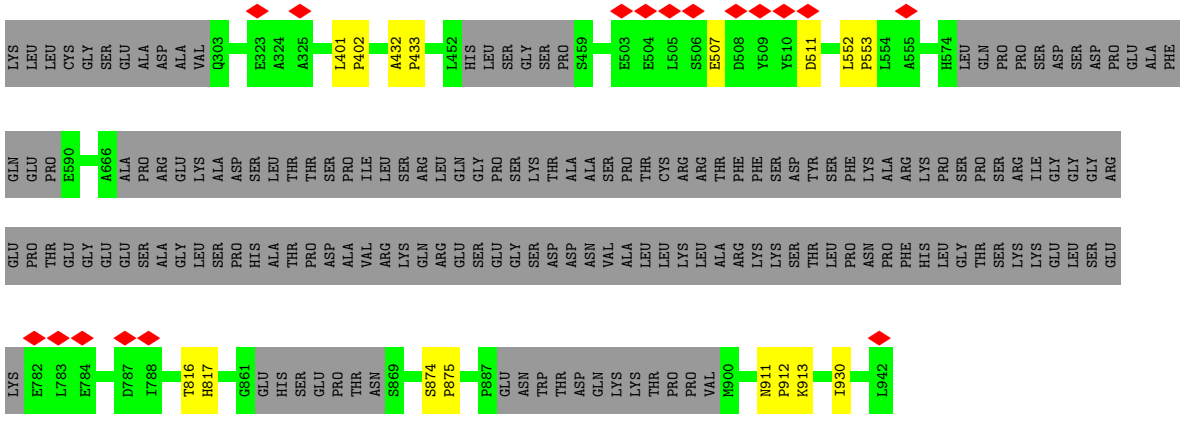 LYS LEU LEU CYS GLY SER GLU ALA ASP ALA VAL Q303 E323 A324 A325 L401 P402 A432 P433 L452 HIS LEU SER GLY SER PRO S459 E503 E504 L505 S506 E507 D508 Y509 Y510 D511 L552 P553 L554 A555 H574 LEU GLN PRO PRO SER ASP SER ASP PRO GLU ALA PHE
GLN GLU PRO E590 A666 ALA PRO ARG GLU LYS ALA ASP SER LEU THR THR SER PRO ILE LEU SER ARG LEU GLN GLY PRO SER LYS THR ALA ALA SER PRO THR CYS ARG ARG THR PHE PHE SER ASP TYR SER PHE LYS ALA ARG LYS PRO SER PRO SER ARG ILE GLY GLY GLY ARG
GLU PRO THR GLU GLY GLU GLU SER ALA GLY LEU SER PRO HIS ALA THR PRO ASP ALA VAL ARG LYS GLN ARG GLU SER GLU GLY SER ASP ASP ASN VAL ALA LEU LEU LYS LEU ALA ARG LYS LYS SER THR LEU PRO ASN PRO PHE HIS LEU GLY THR SER LYS LYS GLU LEU SER GLU
LYS E782 L783 E784 D787 I788 T816 H817 G861 GLU HIS SER GLU PRO THR ASN S869 S874 P875 P887 GLU ASN TRP THR ASP GLN LYS LYS THR PRO PRO VAL M900 N911 P912 K913 I930 L942